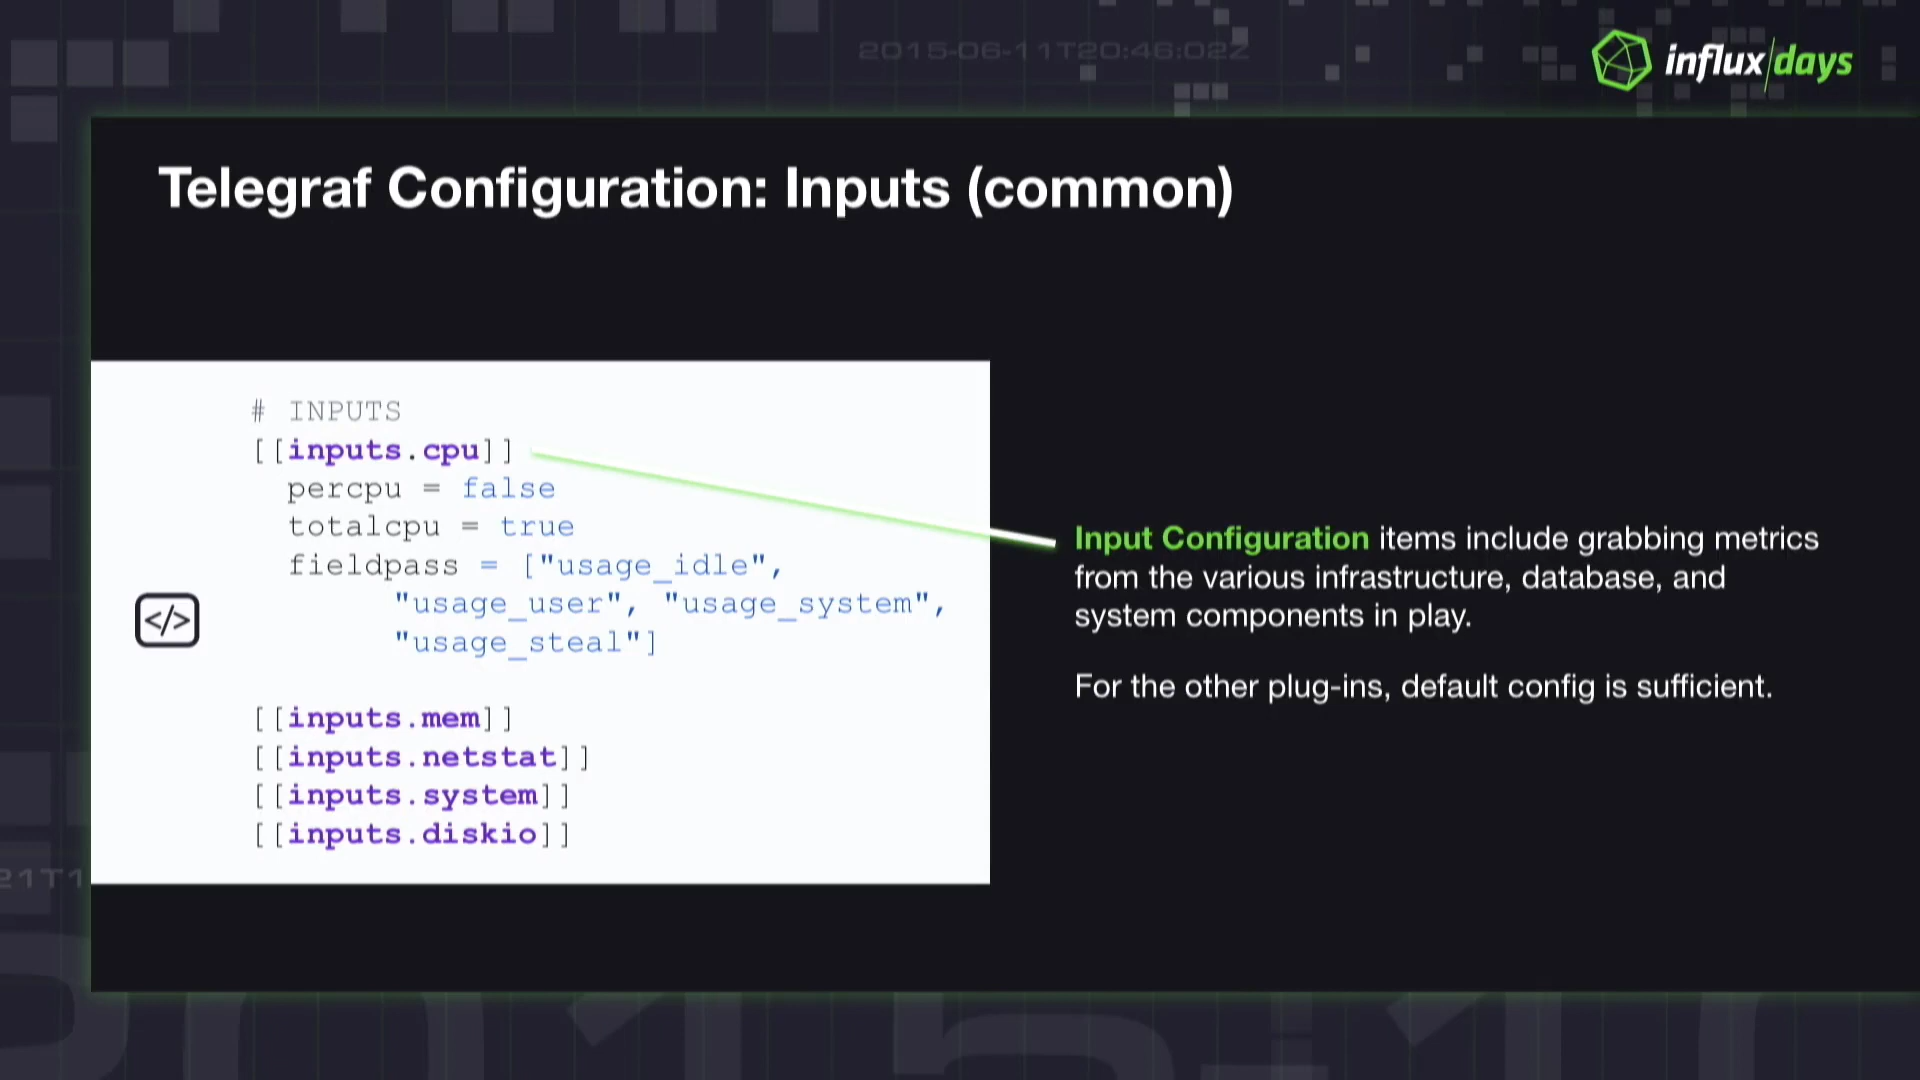 2015-06-11T20:46:02Z
influx/days
Telegraf Configuration: Inputs (common)
# INPUTS
[[inputs.cpu]]
percpu = false
totalcpu = true
fieldpass = ["usage_idle",
"usage_user", "usage_system",
"usage_steal"]
[[inputs.mem]]
[[inputs.netstat]]
[[inputs.system]]
[[inputs.diskio]]
</>
Input Configuration items include grabbing metrics
from the various infrastructure, database, and
system components in play.
For the other plug-ins, default config is sufficient.
21T1